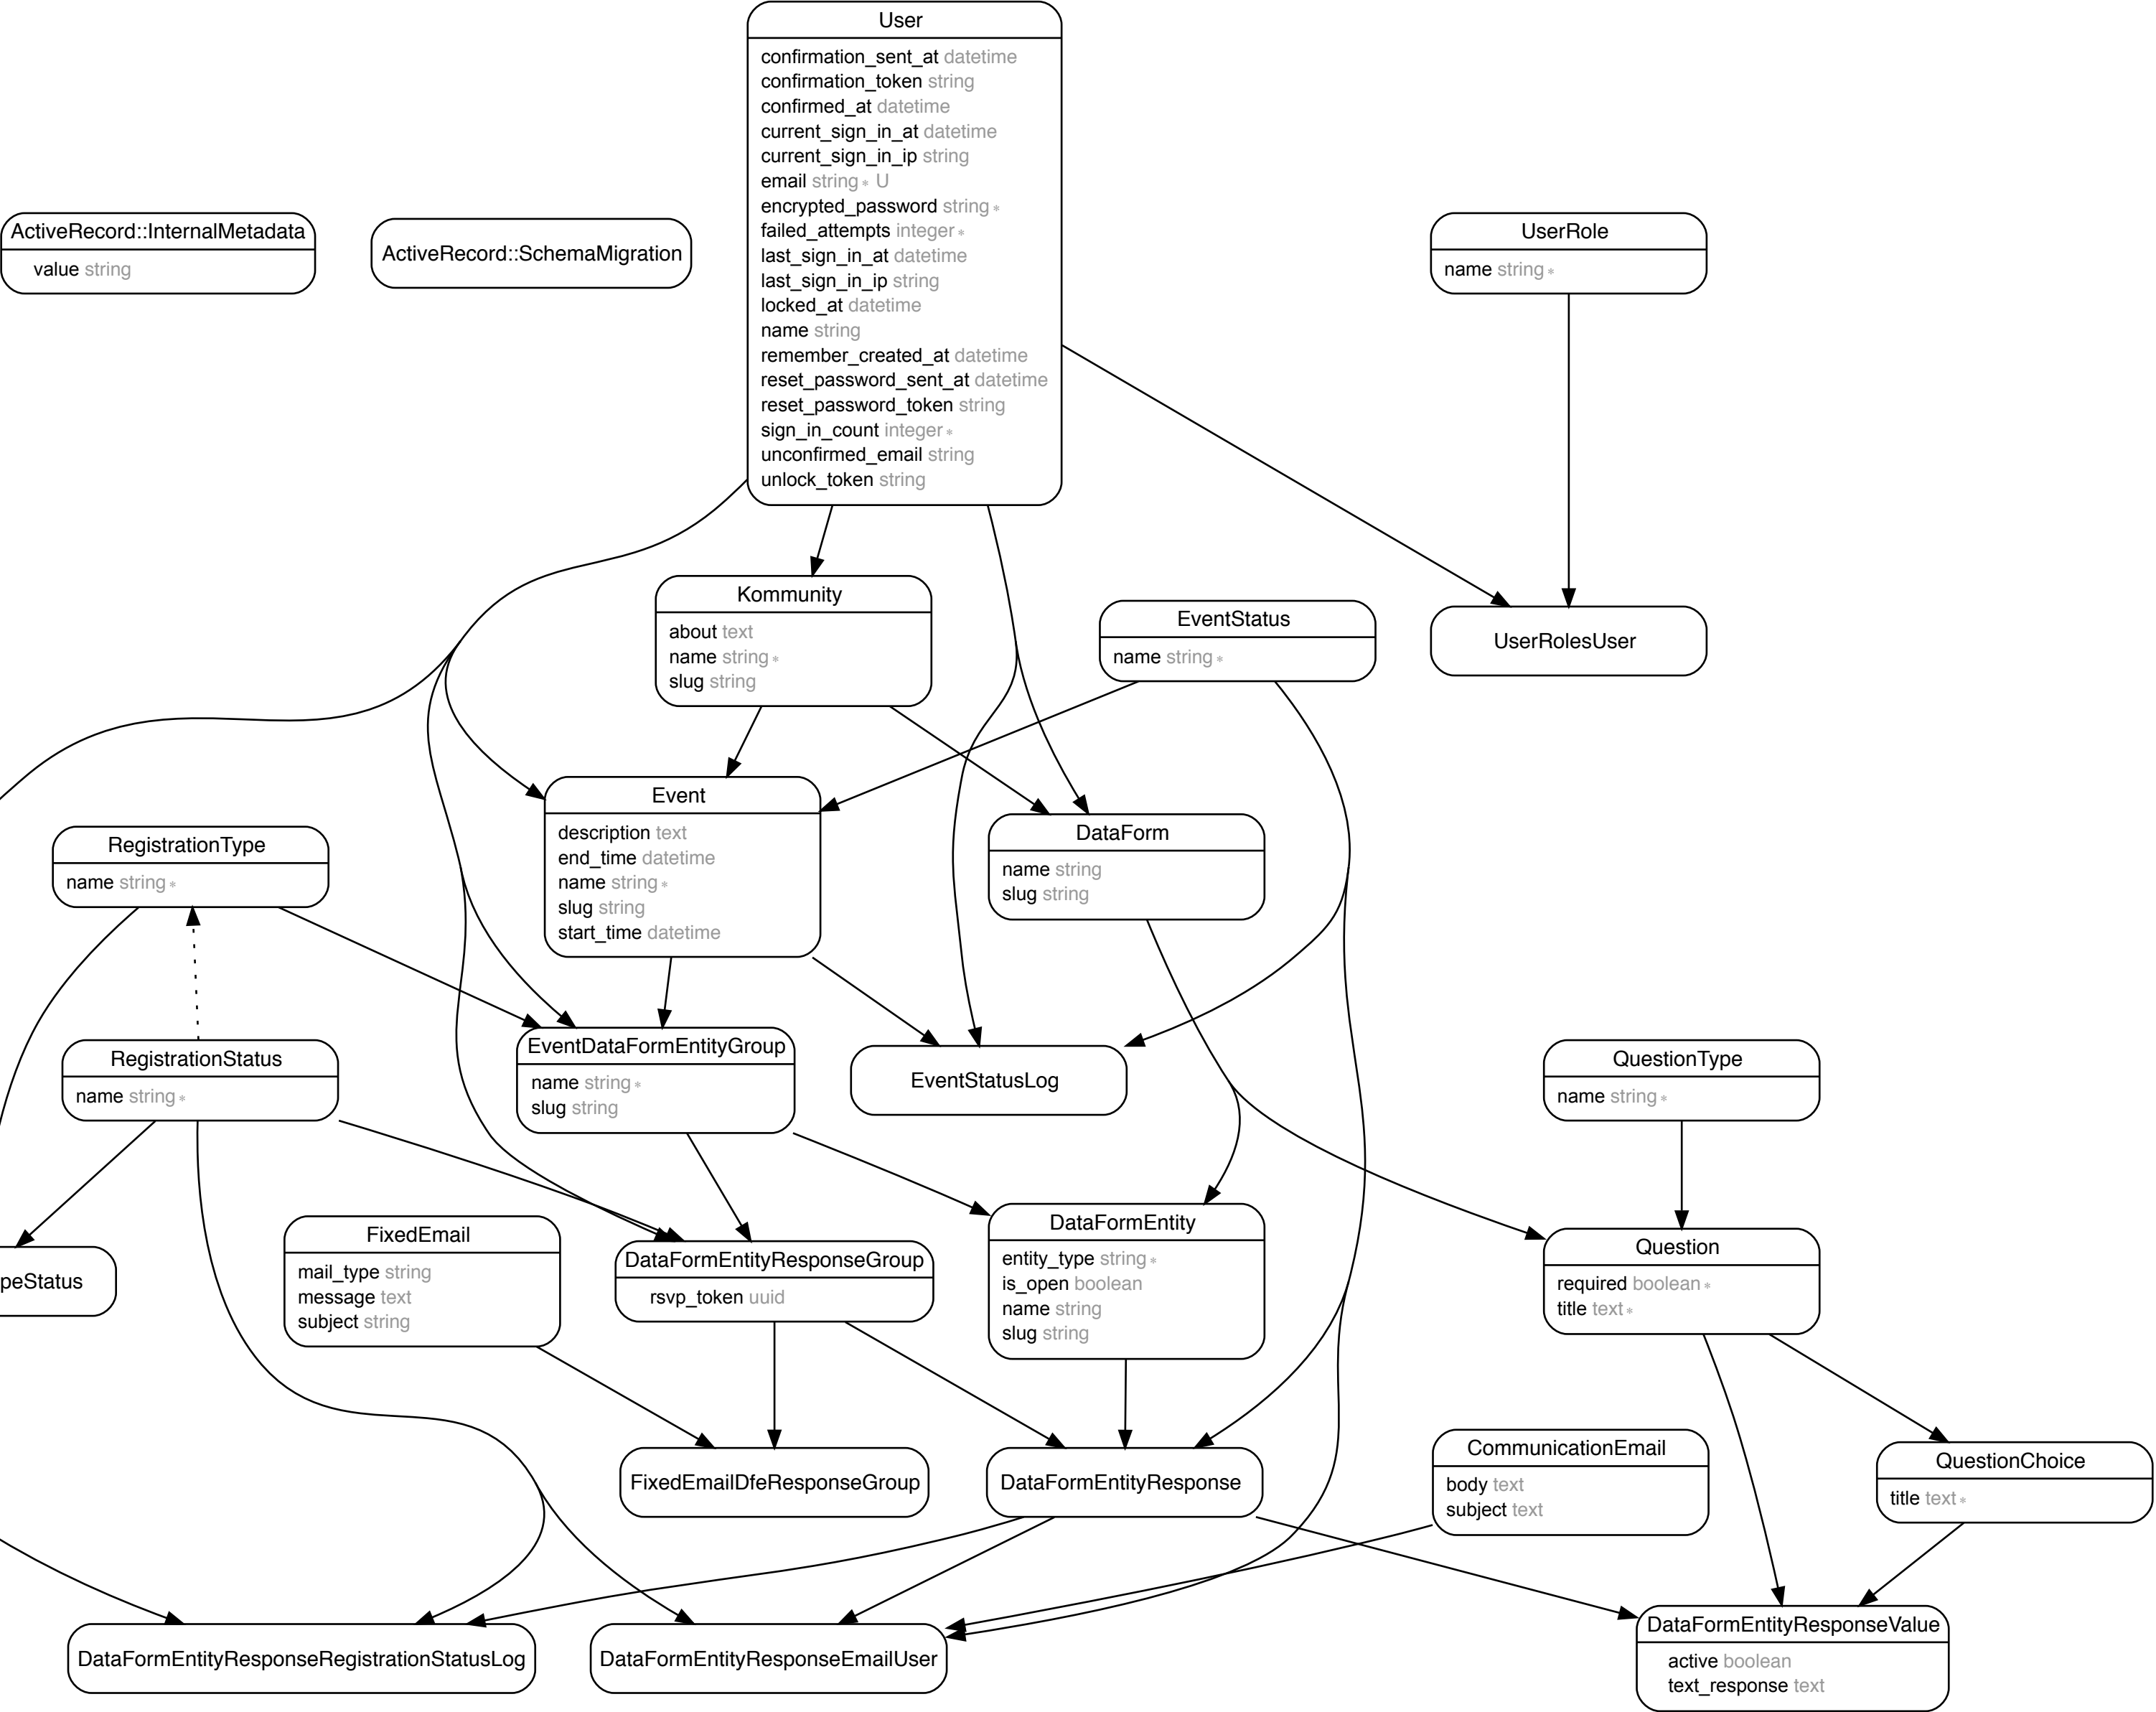 User
confirmation_sent_at datetime
confirmation_token string
confirmed_at datetime
current_sign_in_at datetime
current_sign_in_ip string
email string * U
encrypted_password string *
failed_attempts integer *
last_sign_in_at datetime
last_sign_in_ip string
locked_at datetime
name string
remember_created_at datetime
reset_password_sent_at datetime
reset_password_token string
sign_in_count integer *
unconfirmed_email string
unlock_token string
ActiveRecord::InternalMetadata
value string
ActiveRecord::SchemaMigration
UserRole
name string *
Kommunity
about text
name string *
slug string
EventStatus
name string *
UserRolesUser
Event
description text
end_time datetime
name string *
slug string
start_time datetime
DataForm
name string
slug string
RegistrationType
name string *
RegistrationStatus
name string *
EventDataFormEntityGroup
name string *
slug string
EventStatusLog
QuestionType
name string *
peStatus
FixedEmail
mail_type string
message text
subject string
DataFormEntityResponseGroup
rsvp_token uuid
DataFormEntity
entity_type string *
is_open boolean
name string
slug string
Question
required boolean *
title text *
FixedEmailDfeResponseGroup
DataFormEntityResponse
CommunicationEmail
body text
subject text
QuestionChoice
title text *
DataFormEntityResponseRegistrationStatusLog
DataFormEntityResponseEmailUser
DataFormEntityResponseValue
active boolean
text_response text